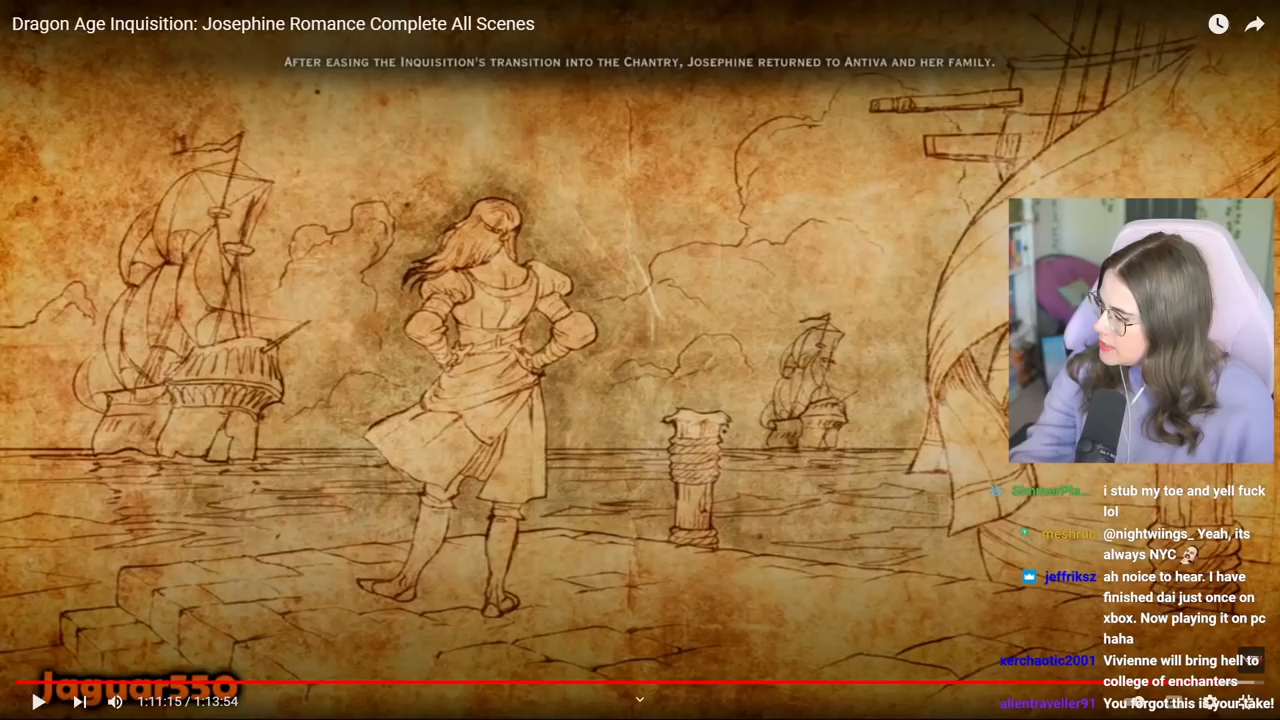 Dragon Age Inquisition: Josephine Romance Complete All Scenes
AFTER EASING THE INQUISITION'S TRANSITION INTO THE CHANTRY, JOSEPHINE RETURNED TO ANTIVA AND HER FAMILY.
i stub my toe and yell fuck
lol
meshrun @nightwiings_ Yeah, its
always NYC
jeffriksz ah noice to hear. I have
finished dai just once on
xbox. Now playing it on pc
haha
xerchaotic2001 Vivienne will bring hell to
college of enchanters
alientraveller91 You forgot this is your take!
Jaguar550
1:11:15 / 1:13:54